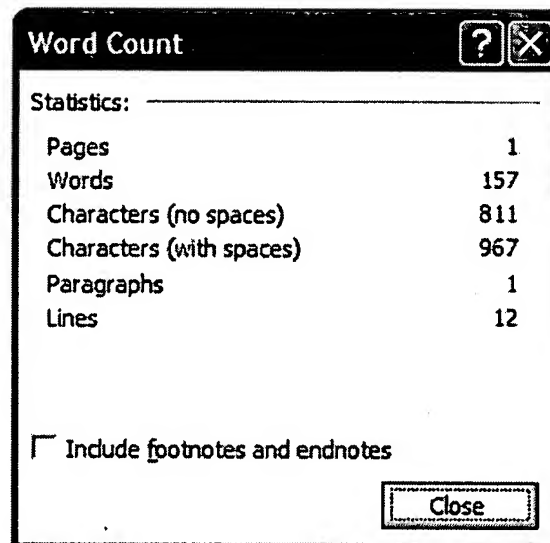 Word Count ?
Statistics:
Pages 1
Words 157
Characters (no spaces) 811
Characters (with spaces) 967
Paragraphs 1
Lines 12
Include footnotes and endnotes
Close